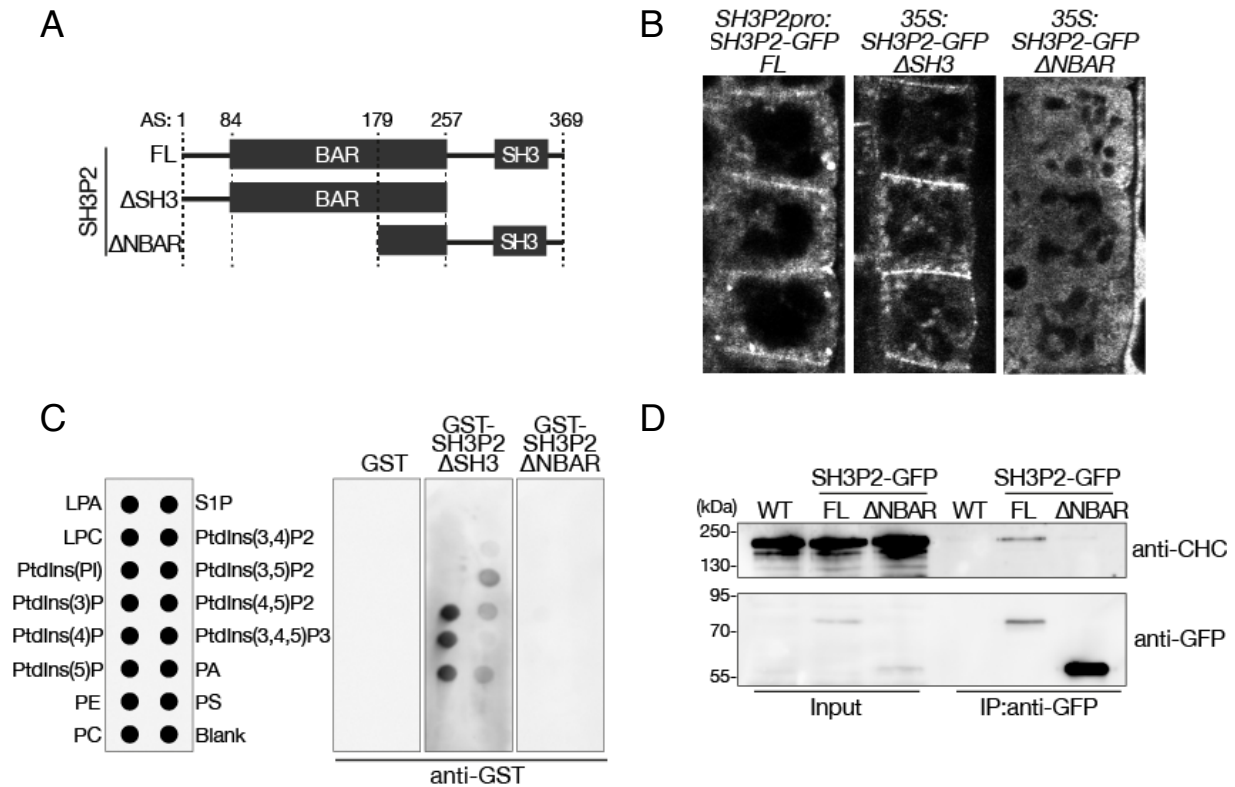 A
AS: 1 84 179 257 369
FL BAR SH3
SH3P2
ΔSH3 BAR
ΔNBAR SH3
B
SH3P2pro:
SH3P2-GFP
FL
35S:
SH3P2-GFP
ΔSH3
35S:
SH3P2-GFP
ΔNBAR
C
LPA S1P
LPC PtdIns(3,4)P2
PtdIns(PI) PtdIns(3,5)P2
PtdIns(3)P PtdIns(4,5)P2
PtdIns(4)P PtdIns(3,4,5)P3
PtdIns(5)P PA
PE PS
PC Blank
GST
GST-
SH3P2
ΔSH3
GST-
SH3P2
ΔNBAR
anti-GST
D
SH3P2-GFP SH3P2-GFP
(kDa) WT FL ΔNBAR WT FL ΔNBAR
250-
130-
anti-CHC
95-
70-
55-
anti-GFP
Input IP:anti-GFP